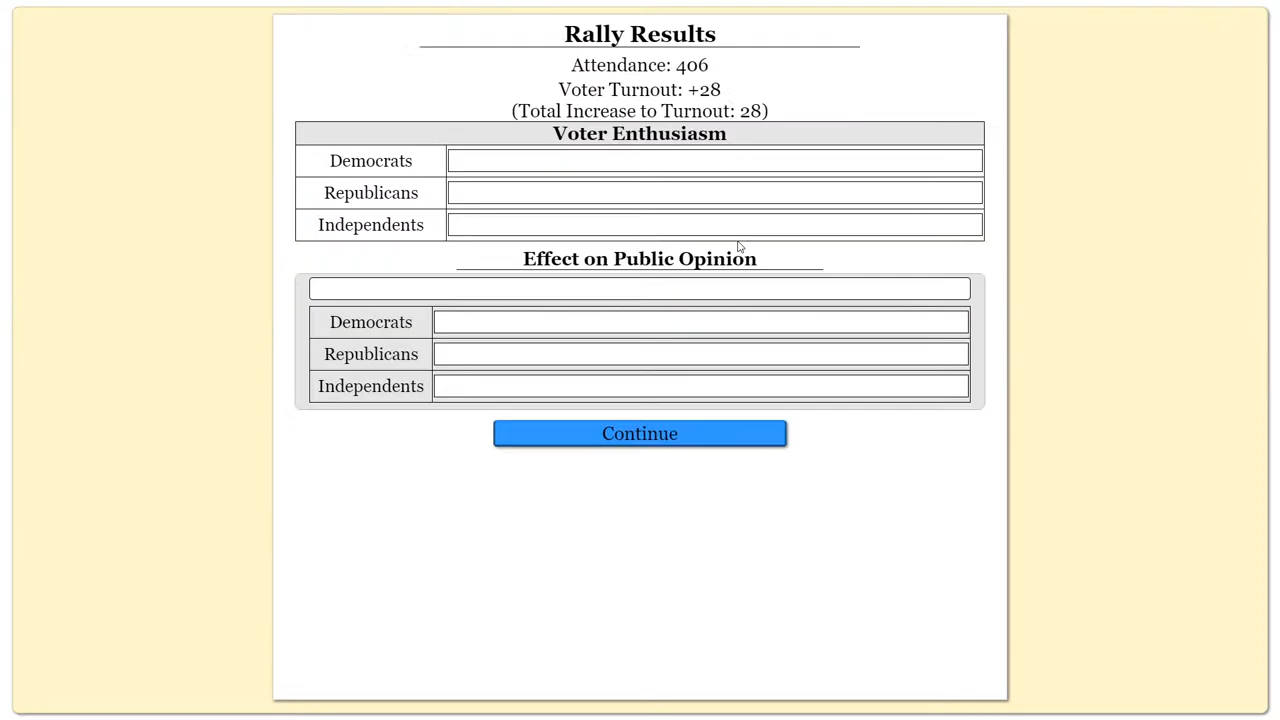 Rally Results
Attendance: 406
Voter Turnout: +28
(Total Increase to Turnout: 28)
Voter Enthusiasm
Democrats
Republicans
Independents
Effect on Public Opinion
Democrats
Republicans
Independents
Continue